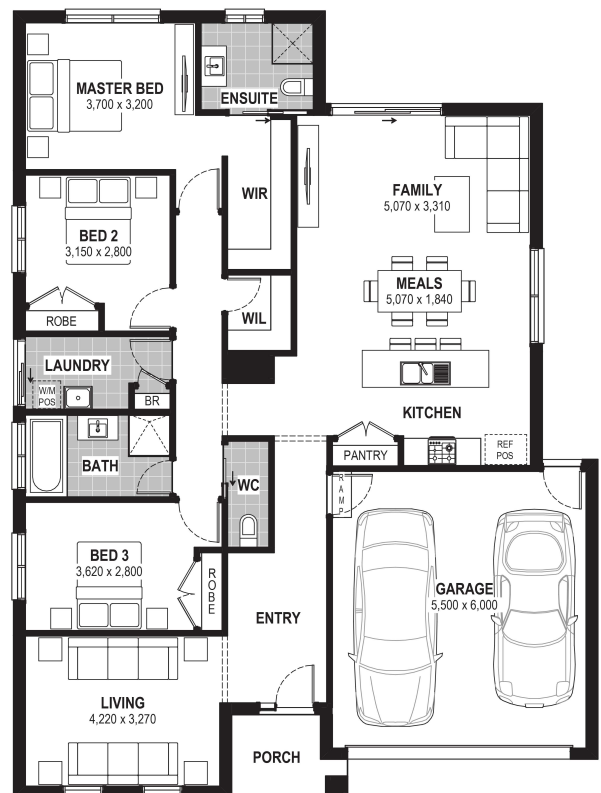 MASTER BED
3,700 x 3,200
ENSUITE
WIR
FAMILY
5,070 x 3,310
BED 2
3,150 x 2,800
MEALS
5,070 x 1,840
ROBE
WIL
LAUNDRY
W/M
POS
BR
KITCHEN
PANTRY
REF
POS
BATH
WC
RAMP
BED 3
3,620 x 2,800
ROBE
GARAGE
5,500 x 6,000
ENTRY
LIVING
4,220 x 3,270
PORCH